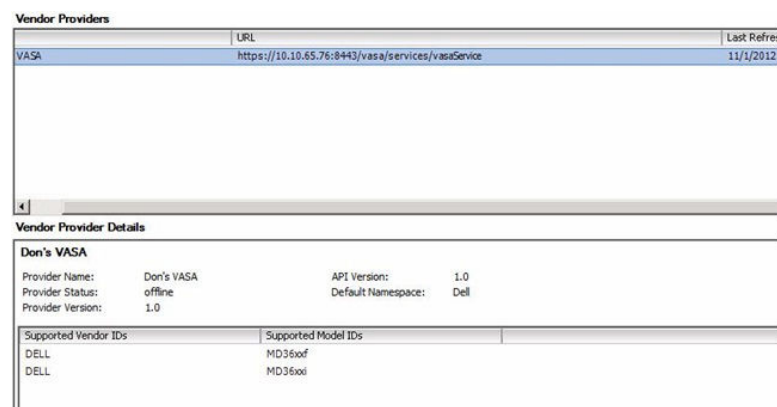 Vendor Providers
URL Last Refre
VASA https://10.10.65.76:8443/vasa/services/vasaService 11/1/2012
Vendor Provider Details
Don's VASA
Provider Name: Don's VASA API Version: 1.0
Provider Status: offline Default Namespace: Dell
Provider Version: 1.0
Supported Vendor IDs Supported Model IDs
DELL MD36xxf
DELL MD36xxi